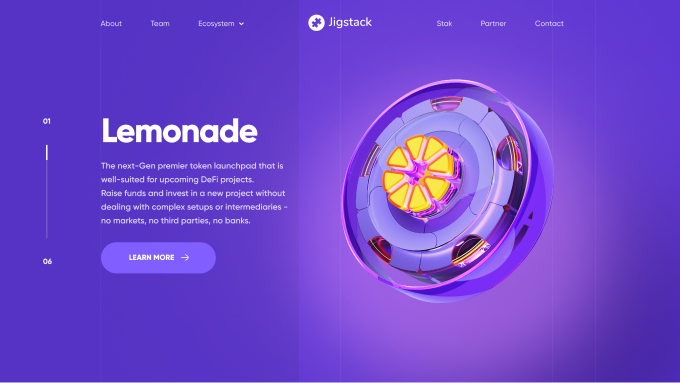 About
Team
Ecosystem
Jigstack
Stak
Partner
Contact
01
Lemonade
The next-Gen premier token launchpad that is
well-suited for upcoming DeFi projects.
Raise funds and invest in a new project without
dealing with complex setups or intermediaries -
no markets, no third parties, no banks.
LEARN MORE
06